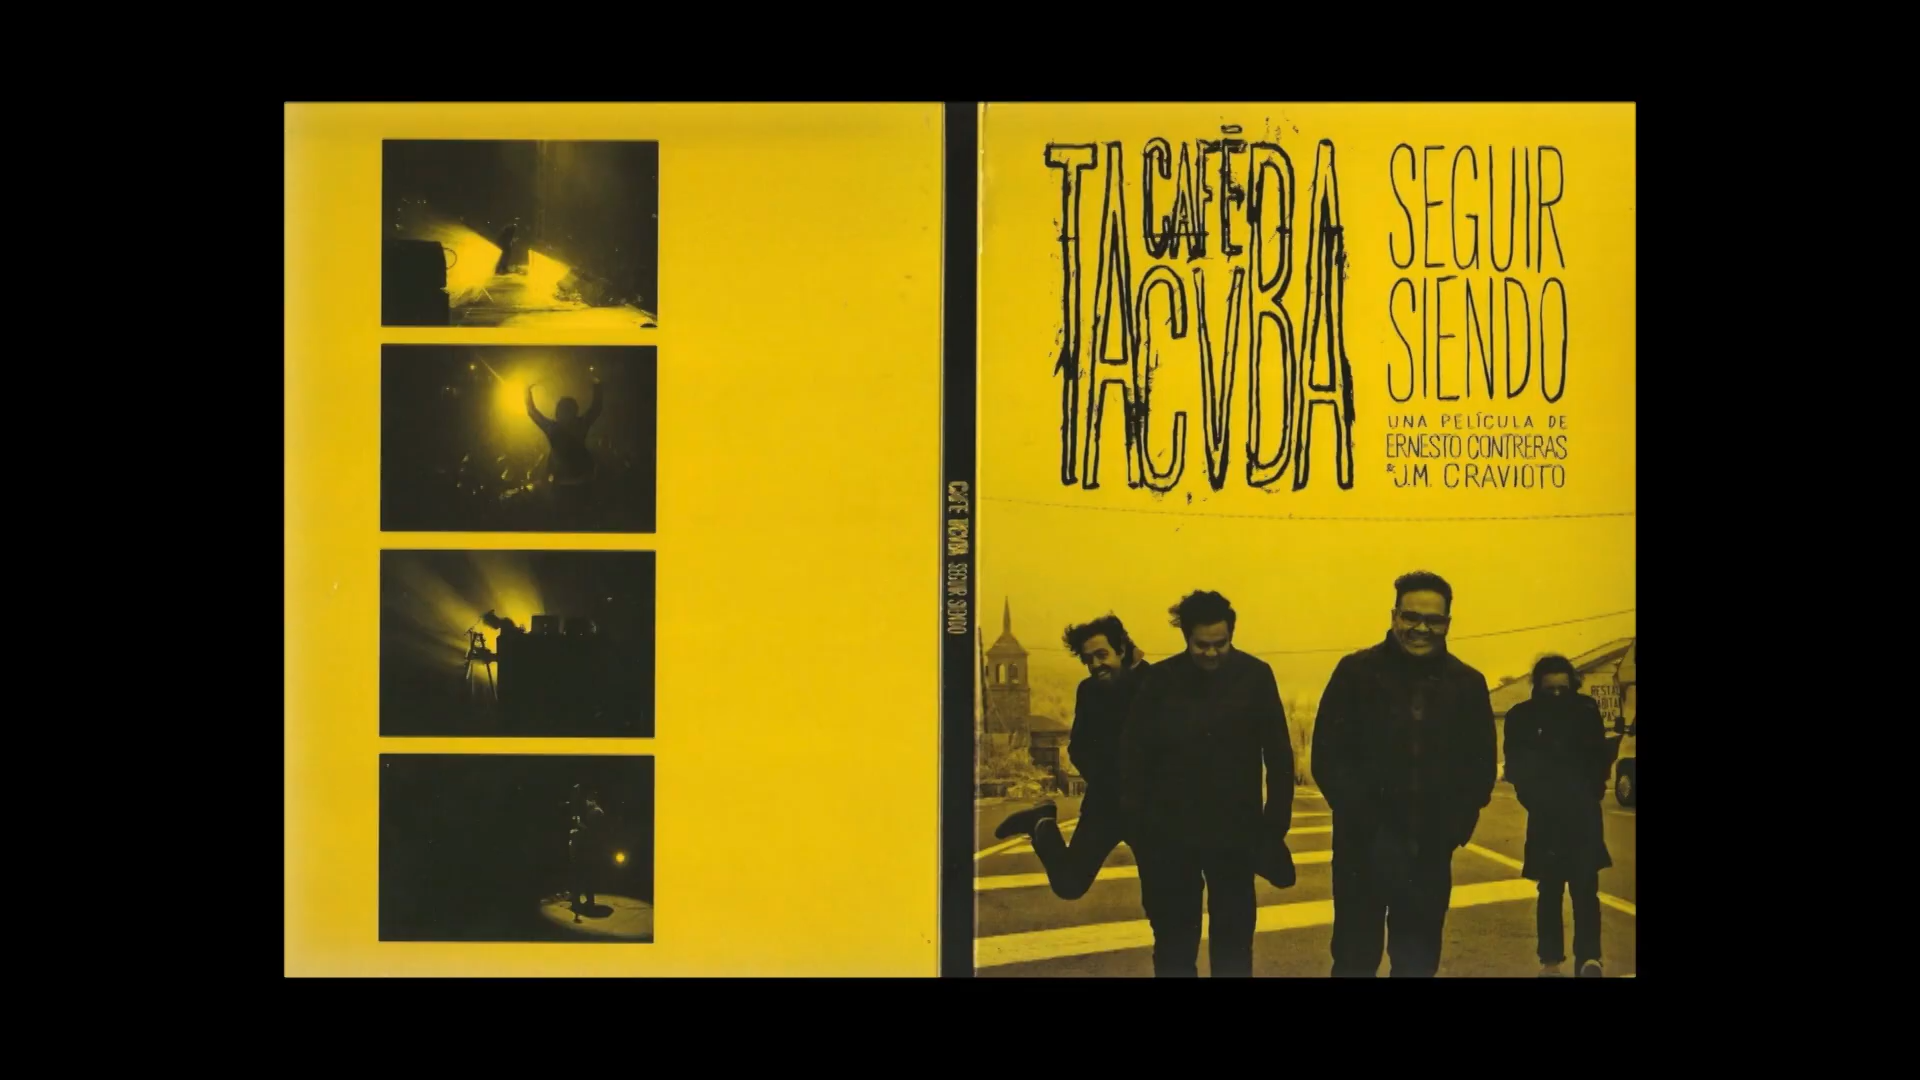 CAFÉ
TACVBA
SEGUIR
SIENDO
UNA PELÍCULA DE
ERNESTO CONTRERAS
& J.M. CRAVIOTO
CAFÉ TACVBA SEGUIR SIENDO